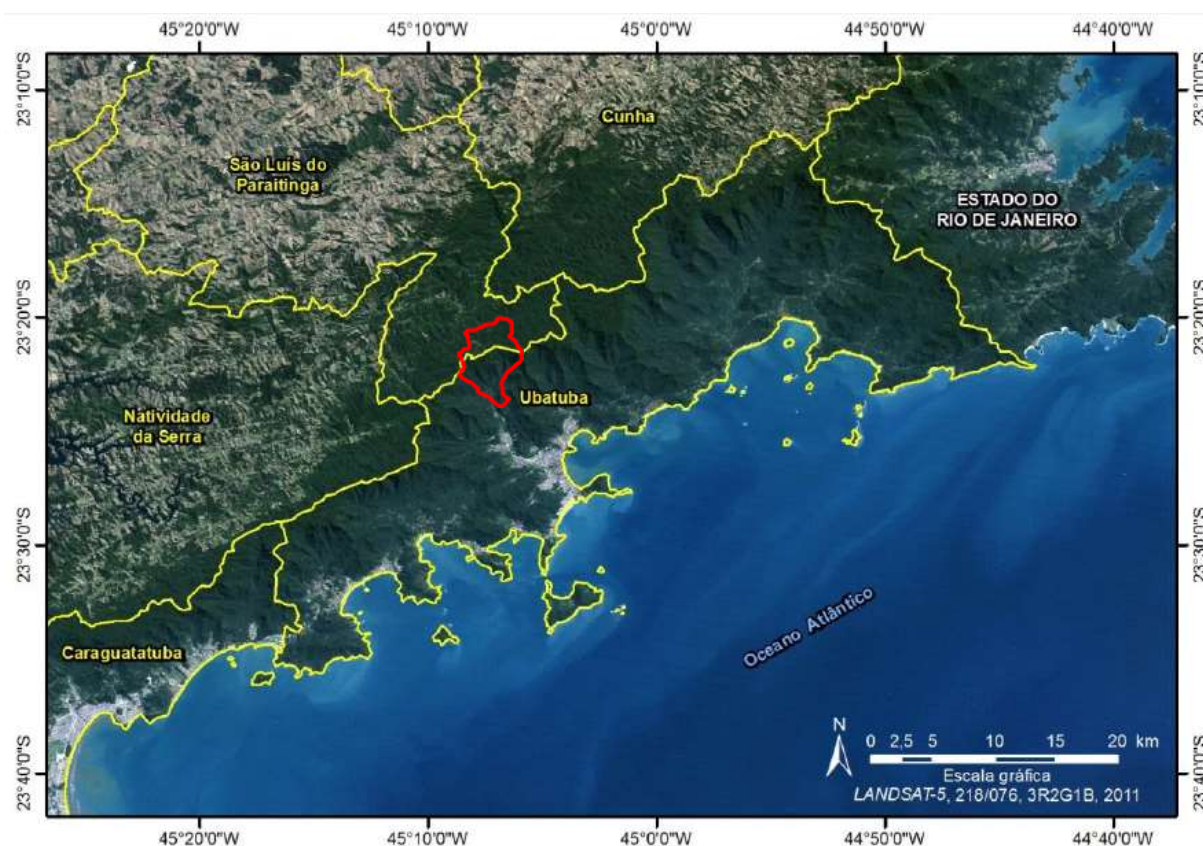 45°20'0"W 45°10'0"W 45°0'0"W 44°50'0"W 44°40'0"W
23°10'0"S 23°10'0"S
Cunha
São Luís do
Paraitinga
ESTADO DO
RIO DE JANEIRO
23°20'0"S 23°20'0"S
Ubatuba
Natividade
da Serra
23°30'0"S 23°30'0"S
Oceano Atlântico
Caraguatatuba
N
0 2,5 5 10 15 20 km
Escala gráfica
LANDSAT-5, 218/076, 3R2G1B, 2011
23°40'0"S 23°40'0"S
45°20'0"W 45°10'0"W 45°0'0"W 44°50'0"W 44°40'0"W